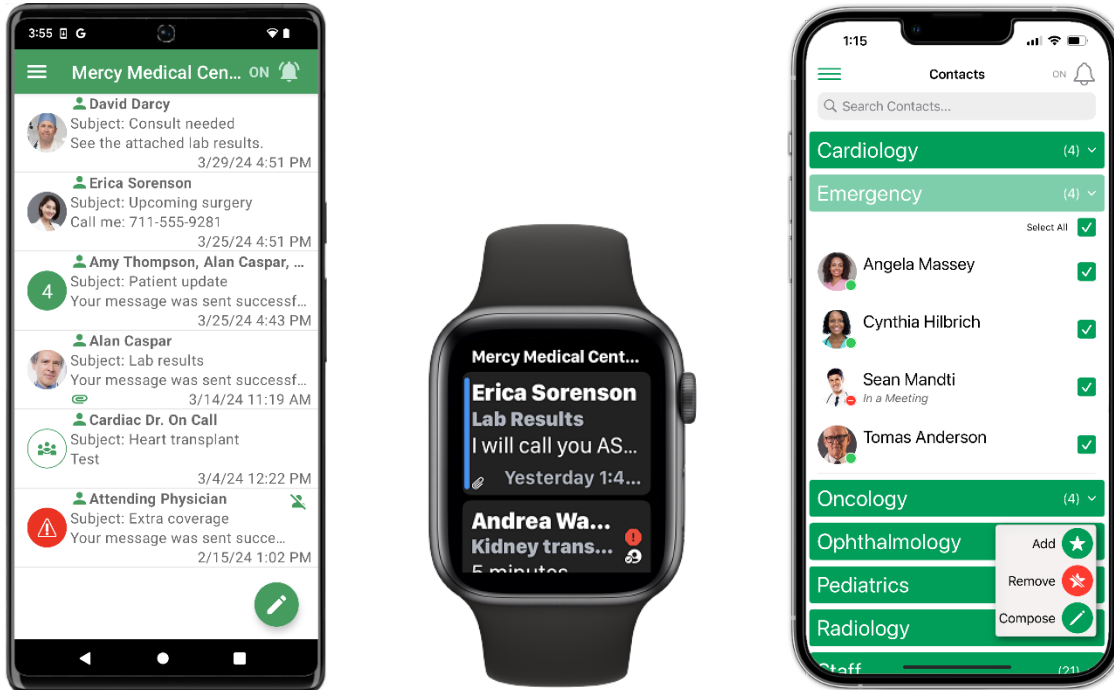 3:55 G
Mercy Medical Cen... ON
David Darcy
Subject: Consult needed
See the attached lab results.
3/29/24 4:51 PM
Erica Sorenson
Subject: Upcoming surgery
Call me: 711-555-9281
3/25/24 4:51 PM
Amy Thompson, Alan Caspar, ...
4
Subject: Patient update
Your message was sent successf...
3/25/24 4:43 PM
Alan Caspar
Subject: Lab results
Your message was sent successf...
3/14/24 11:19 AM
Cardiac Dr. On Call
Subject: Heart transplant
Test
3/4/24 12:22 PM
Attending Physician
Subject: Extra coverage
Your message was sent succe...
2/15/24 1:02 PM
Mercy Medical Cent...
Erica Sorenson
Lab Results
I will call you AS...
Yesterday 1:4...
Andrea Wa...
Kidney trans...
5 minutes
1:15
Contacts
ON
Search Contacts...
Cardiology (4)
Emergency (4)
Select All
Angela Massey
Cynthia Hilbrich
Sean Mandti
In a Meeting
Tomas Anderson
Oncology (4)
Ophthalmology
Add
Pediatrics
Remove
Radiology
Compose
Staff (21)